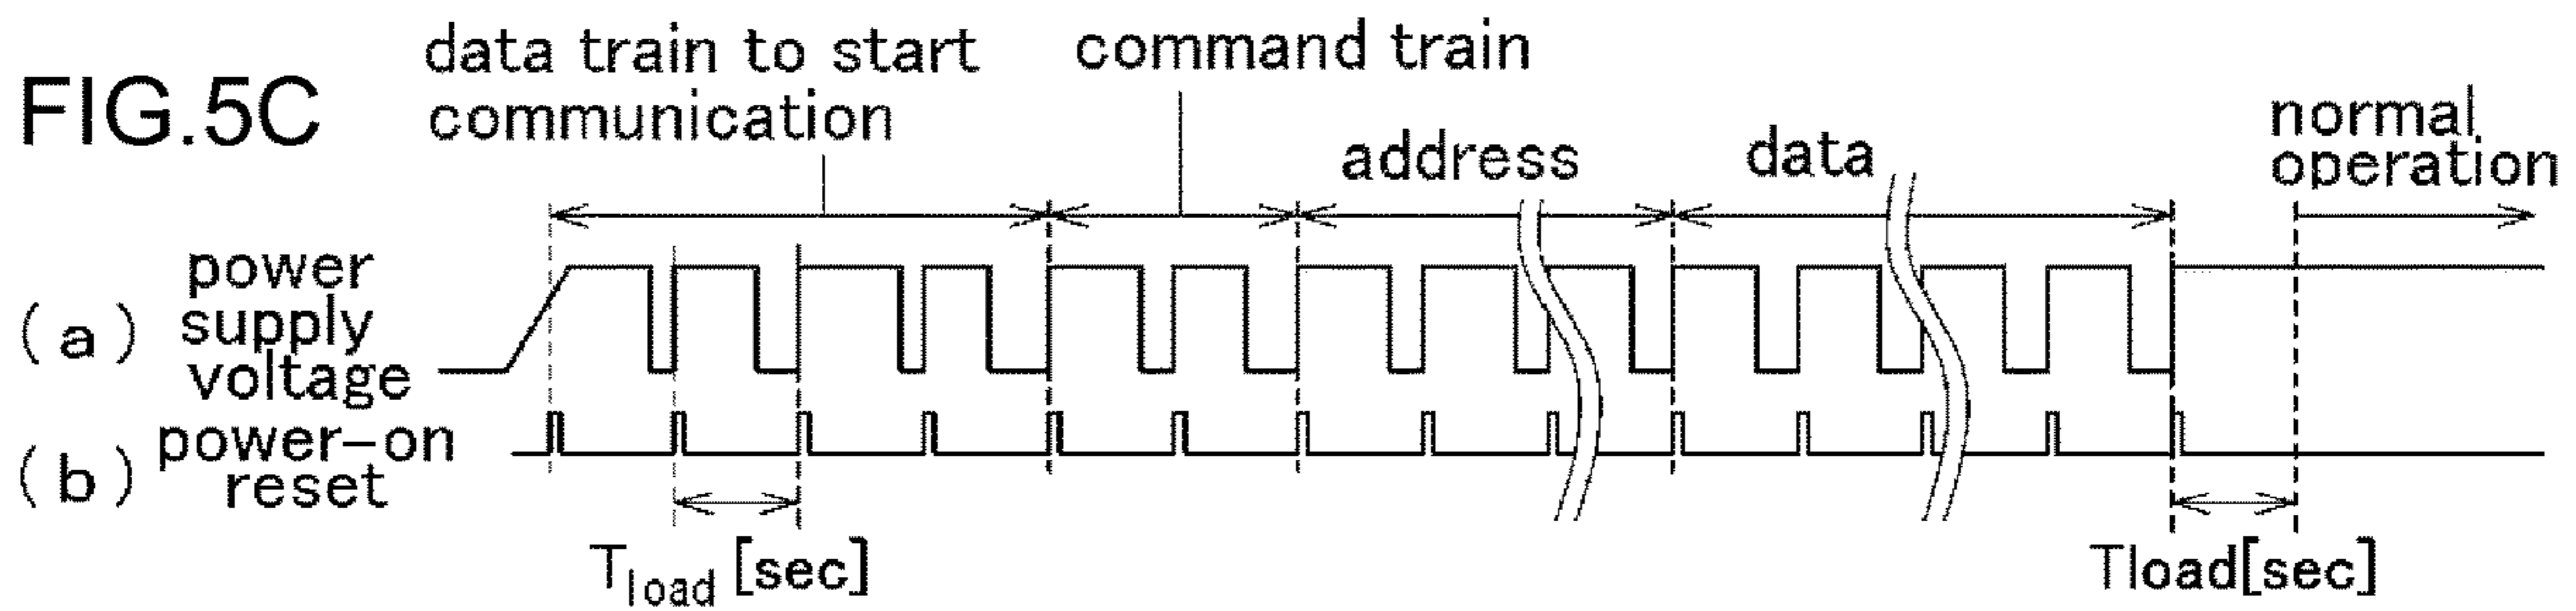 FIG.5C
data train to start
communication
command train
address
data
normal
operation
(a) power
supply
voltage
(b) power-on
reset
Tload [sec]
Tload[sec]